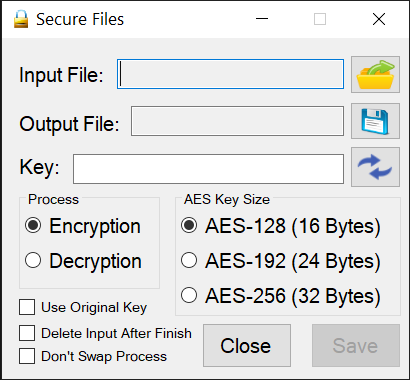 Secure Files
Input File:
Output File:
Key:
Process
Encryption
Decryption
AES Key Size
AES-128 (16 Bytes)
AES-192 (24 Bytes)
AES-256 (32 Bytes)
Use Original Key
Delete Input After Finish
Don't Swap Process
Close
Save